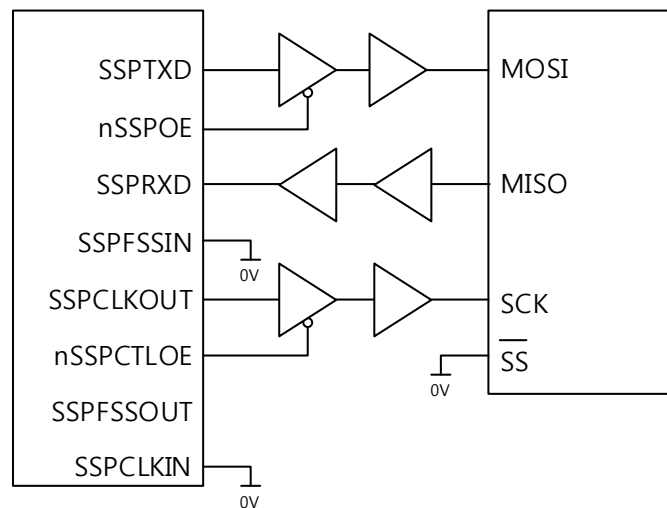 SSPTXD
MOSI
nSSPOE
SSPRXD
MISO
SSPFSSIN
0V
SSPCLKOUT
SCK
nSSPCTLOE
SS
0V
SSPFSSOUT
SSPCLKIN
0V